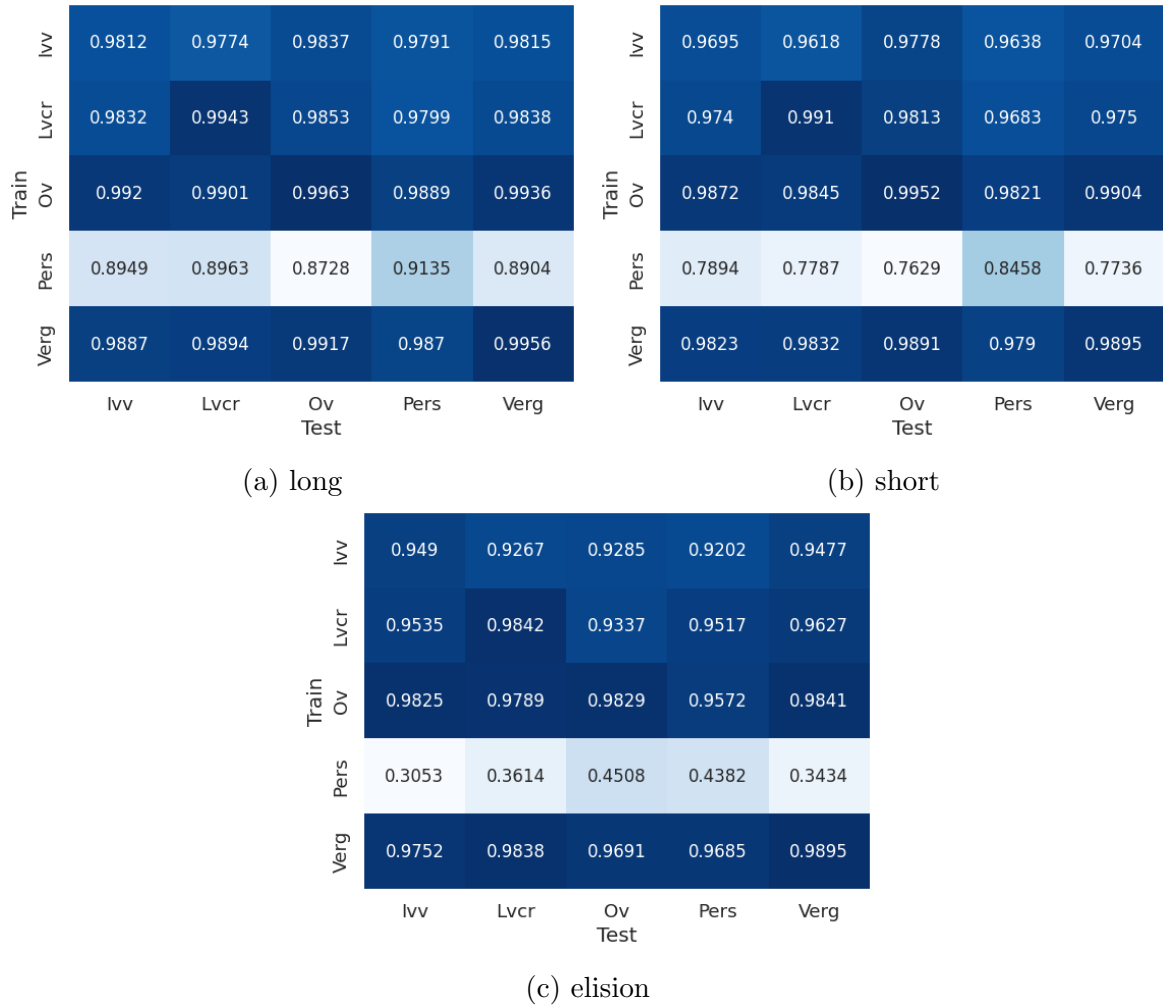 Train
Ivv 0.9812 0.9774 0.9837 0.9791 0.9815
Lvcr 0.9832 0.9943 0.9853 0.9799 0.9838
Ov 0.992 0.9901 0.9963 0.9889 0.9936
Pers 0.8949 0.8963 0.8728 0.9135 0.8904
Verg 0.9887 0.9894 0.9917 0.987 0.9956
Ivv Lvcr Ov Pers Verg
Test
(a) long
Train
Ivv 0.9695 0.9618 0.9778 0.9638 0.9704
Lvcr 0.974 0.991 0.9813 0.9683 0.975
Ov 0.9872 0.9845 0.9952 0.9821 0.9904
Pers 0.7894 0.7787 0.7629 0.8458 0.7736
Verg 0.9823 0.9832 0.9891 0.979 0.9895
Ivv Lvcr Ov Pers Verg
Test
(b) short
Train
Ivv 0.949 0.9267 0.9285 0.9202 0.9477
Lvcr 0.9535 0.9842 0.9337 0.9517 0.9627
Ov 0.9825 0.9789 0.9829 0.9572 0.9841
Pers 0.3053 0.3614 0.4508 0.4382 0.3434
Verg 0.9752 0.9838 0.9691 0.9685 0.9895
Ivv Lvcr Ov Pers Verg
Test
(c) elision